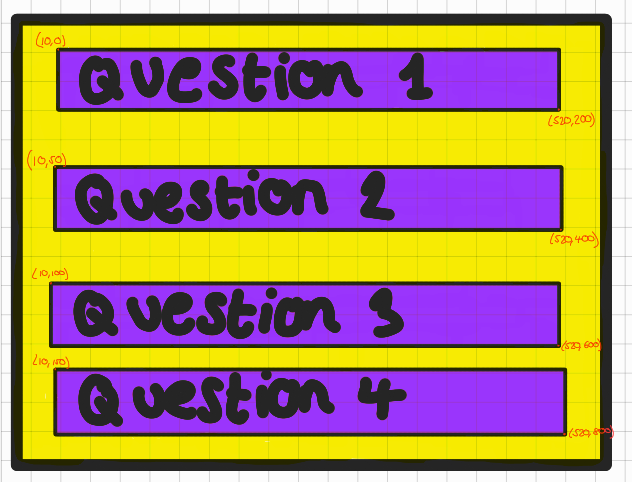 (10,0)
Question 1
(520,200)
(10,50)
Question 2
(520,400)
(10,100)
Question 3
(520,600)
(10,150)
Question 4
(520,800)